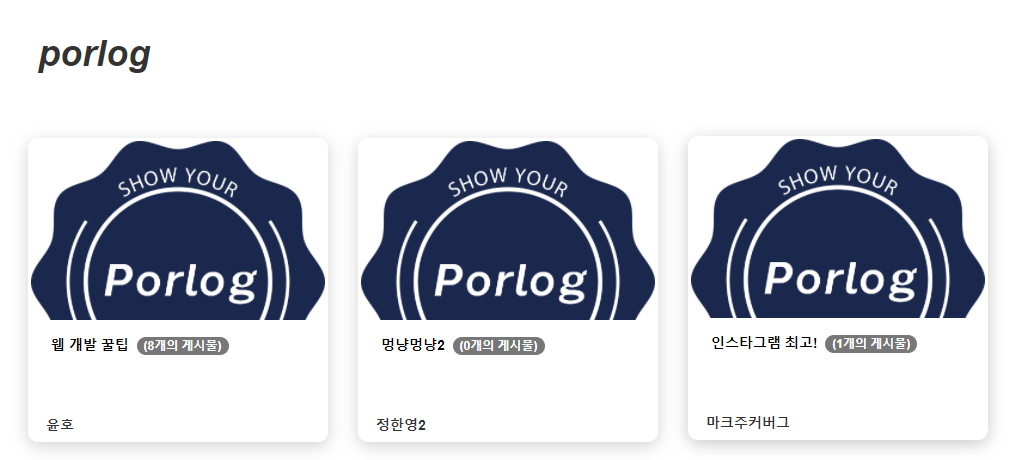 porlog
SHOW YOUR
Porlog
웹 개발 꿀팁 (8개의 게시물)
윤호
SHOW YOUR
Porlog
멍냥멍냥2 (0개의 게시물)
정한영2
SHOW YOUR
Porlog
인스타그램 최고! (1개의 게시물)
마크주커버그